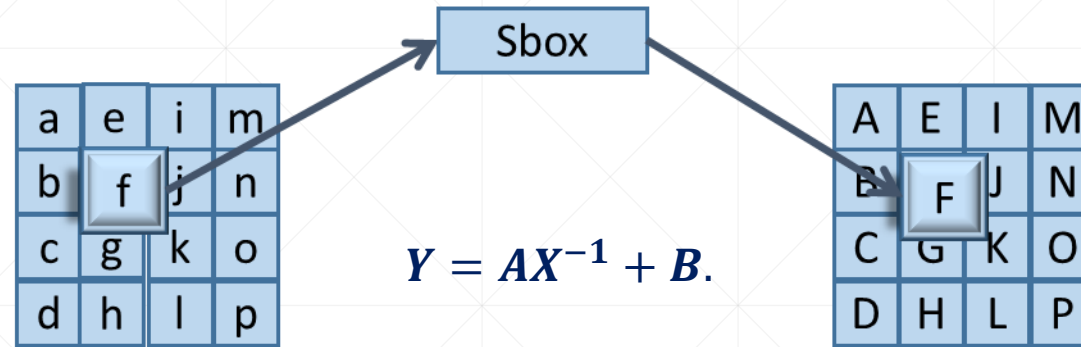 Sbox
a e i m
b f j n
c g k o
d h l p
Y = AX⁻¹ + B.
A E I M
B F J N
C G K O
D H L P